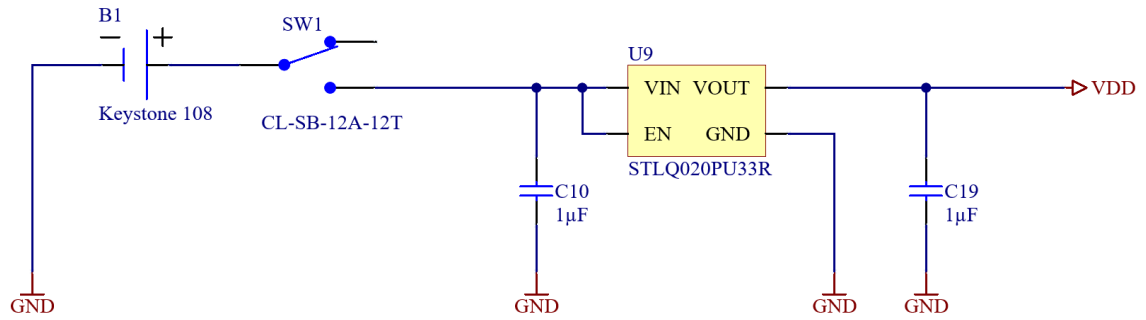 B1
Keystone 108
SW1
CL-SB-12A-12T
U9
VIN VOUT
EN GND
STLQ020PU33R
C10
1µF
C19
1µF
VDD
GND
GND
GND
GND